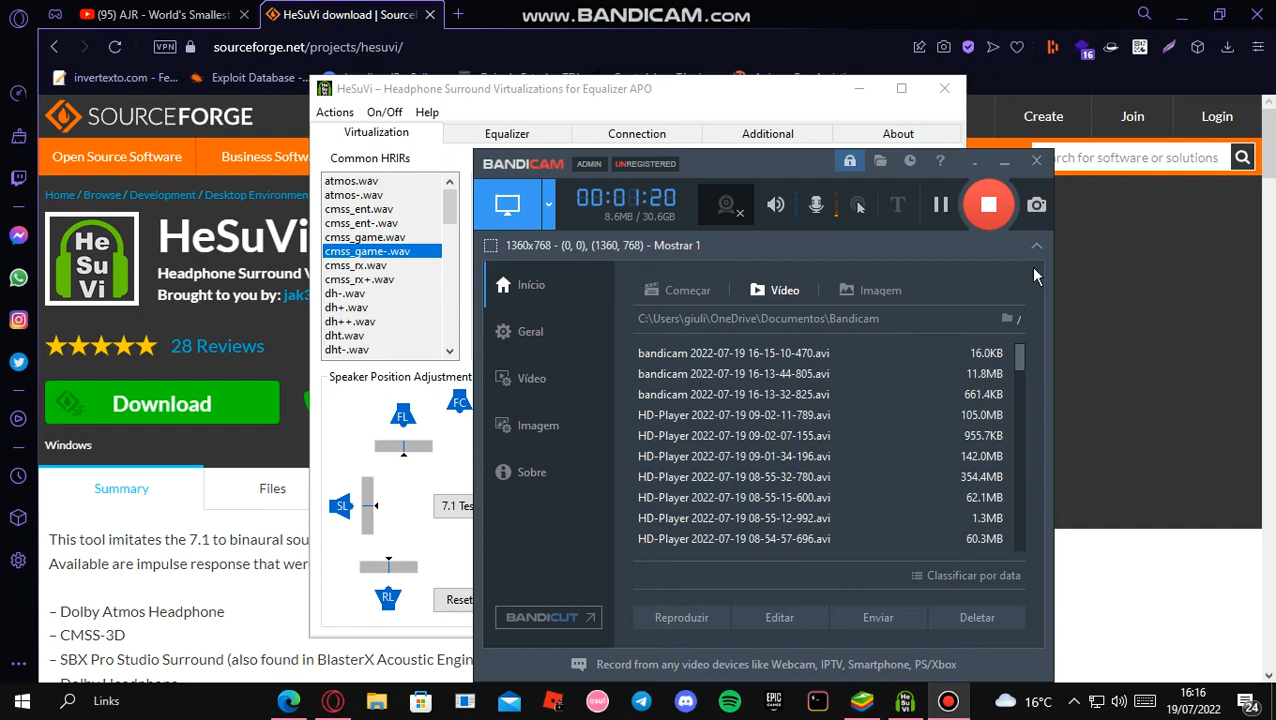 (95) AJR - World's Smallest
HeSuVi download | Source
www.BANDICAM.com
VPN
sourceforge.net/projects/hesuvi/
16
invertexto.com - Fe...
Exploit Database -...
HeSuVi – Headphone Surround Virtualizations for Equalizer APO
SOURCEFORGE
Create
Join
Login
Actions
On/Off
Help
Open Source Software
Business Softw
Virtualization
Equalizer
Connection
Additional
About
earch for software or solutions
Common HRIRs
Home / Browse / Development / Desktop Environmen
He
Su
Vi
HeSuVi
Headphone Surround V
Brought to you by: jak3
28 Reviews
Download
SF
Windows
Summary
Files
atmos.wav
atmos-.wav
cmss_ent.wav
cmss_ent-.wav
cmss_game.wav
cmss_game-.wav
cmss_rx.wav
cmss_rx+.wav
dh-.wav
dh+.wav
dh++.wav
dht.wav
dht-.wav
Speaker Position Adjustment
FL
FC
SL
7.1 Tes
RL
Reset
This tool imitates the 7.1 to binaural sou
Available are impulse response that wer
– Dolby Atmos Headphone
– CMSS-3D
– SBX Pro Studio Surround (also found in BlasterX Acoustic Engin
– Dolby Headphone
BANDICAM
ADMIN
UNREGISTERED
00:01:20
8.6MB / 30.6GB
T
1360x768 - (0, 0), (1360, 768) - Mostrar 1
Início
Geral
Vídeo
Imagem
Sobre
BANDICUT
Começar
Vídeo
Imagem
C:\Users\giuli\OneDrive\Documentos\Bandicam
/
bandicam 2022-07-19 16-15-10-470.avi 16.0KB
bandicam 2022-07-19 16-13-44-805.avi 11.8MB
bandicam 2022-07-19 16-13-32-825.avi 661.4KB
HD-Player 2022-07-19 09-02-11-789.avi 105.0MB
HD-Player 2022-07-19 09-02-07-155.avi 955.7KB
HD-Player 2022-07-19 09-01-34-196.avi 142.0MB
HD-Player 2022-07-19 08-55-32-780.avi 354.4MB
HD-Player 2022-07-19 08-55-15-600.avi 62.1MB
HD-Player 2022-07-19 08-55-12-992.avi 1.3MB
HD-Player 2022-07-19 08-54-57-696.avi 60.3MB
Classificar por data
Reproduzir
Editar
Enviar
Deletar
Record from any video devices like Webcam, IPTV, Smartphone, PS/Xbox
Links
osu!
EPIC
GAMES
16°C
16:16
19/07/2022
24